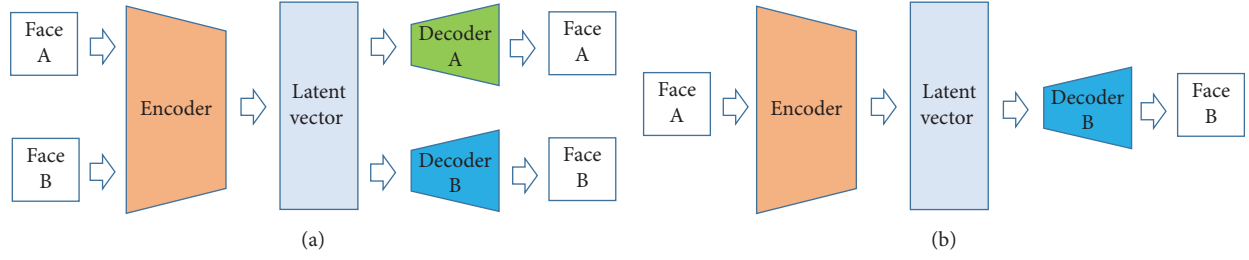 Face
A
Face
B
Encoder
Latent
vector
Decoder
A
Decoder
B
Face
A
Face
B
(a)
Face
A
Encoder
Latent
vector
Decoder
B
Face
B
(b)